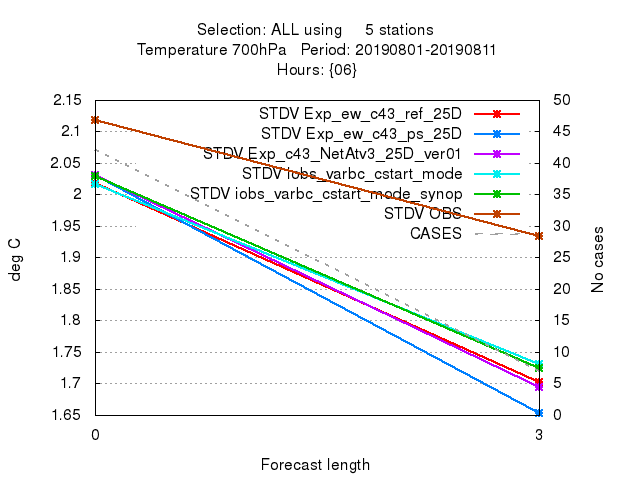 Selection: ALL using 5 stations
Temperature 700hPa Period: 20190801-20190811
Hours: {06}
STDV Exp_ew_c43_ref_25D
STDV Exp_ew_c43_ps_25D
STDV Exp_c43_NetAtv3_25D_ver01
STDV iobs_varbc_cstart_mode
STDV iobs_varbc_cstart_mode_synop
STDV OBS
CASES
2.15
2.1
2.05
2
1.95
1.9
1.85
1.8
1.75
1.7
1.65
50
45
40
35
30
25
20
15
10
5
0
deg C
No cases
0
3
Forecast length